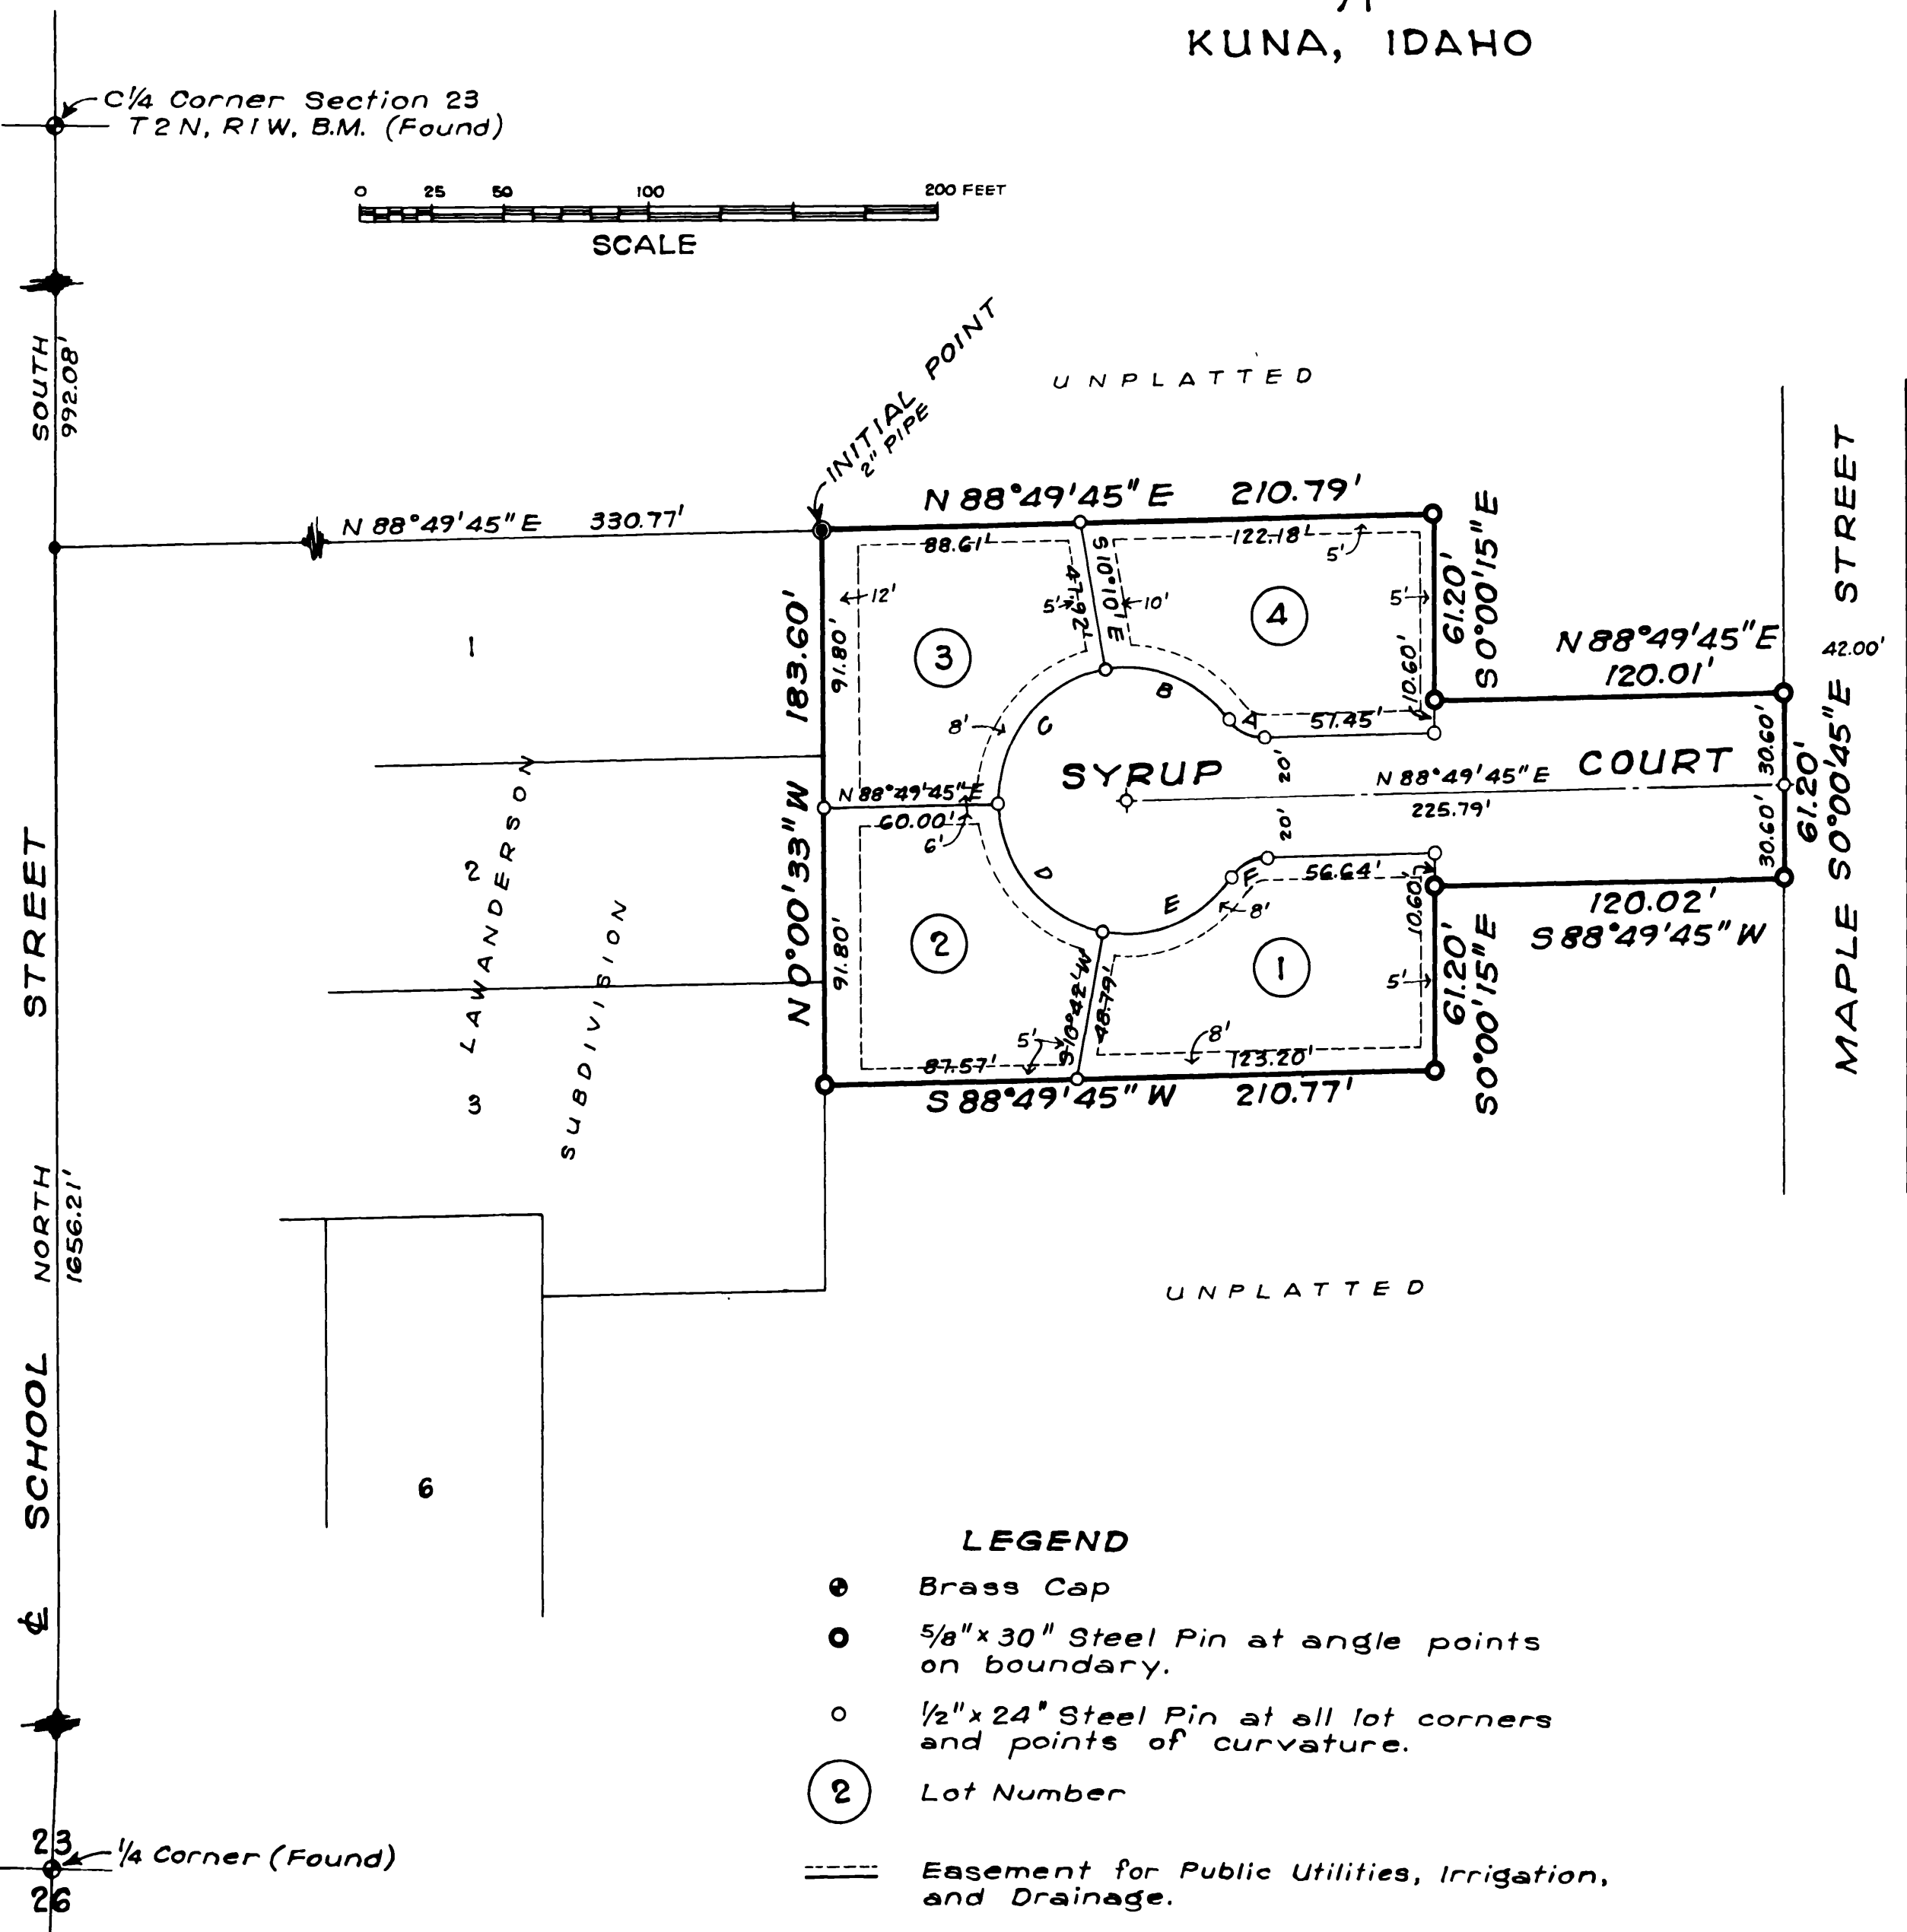 KUNA, IDAHO
C1/4 Corner Section 23
T2N, R1W, B.M. (Found)
0 25 50 100 200 FEET
SCALE
SOUTH
992.08'
INITIAL POINT
2" PIPE
UNPLATTED
N 88°49'45" E 330.77'
N 88°49'45" E 210.79'
88.61'
122.18'
5'
S 10°10' E
47.92'
5'
10'
12'
4
3
5'
61.20'
S 0°00'15" E
10.60'
183.60'
N 0°00'33" W
91.80'
N 88°49'45" E
120.01'
42.00'
1
8'
C
B
A
57.45'
20'
SYRUP COURT
N 88°49'45" E
225.79'
30.60'
30.60'
61.20'
S 0°00'45" E
MAPLE STREET
N 88°49'45" E
60.00'
6'
20'
D
E
F
56.64'
8'
10.60'
120.02'
S 88°49'45" W
2
LAWANDERSON
SUBDIVISION
2
1
91.80'
S 10°42' W
48.79'
5'
61.20'
S 0°00'15" E
5'
8'
87.57'
123.20'
S 88°49'45" W 210.77'
3
UNPLATTED
NORTH
1656.21'
℄ SCHOOL STREET
6
LEGEND
Brass Cap
5/8" x 30" Steel Pin at angle points
on boundary.
1/2" x 24" Steel Pin at all lot corners
and points of curvature.
2 Lot Number
Easement for Public Utilities, Irrigation,
and Drainage.
23
1/4 Corner (Found)
26